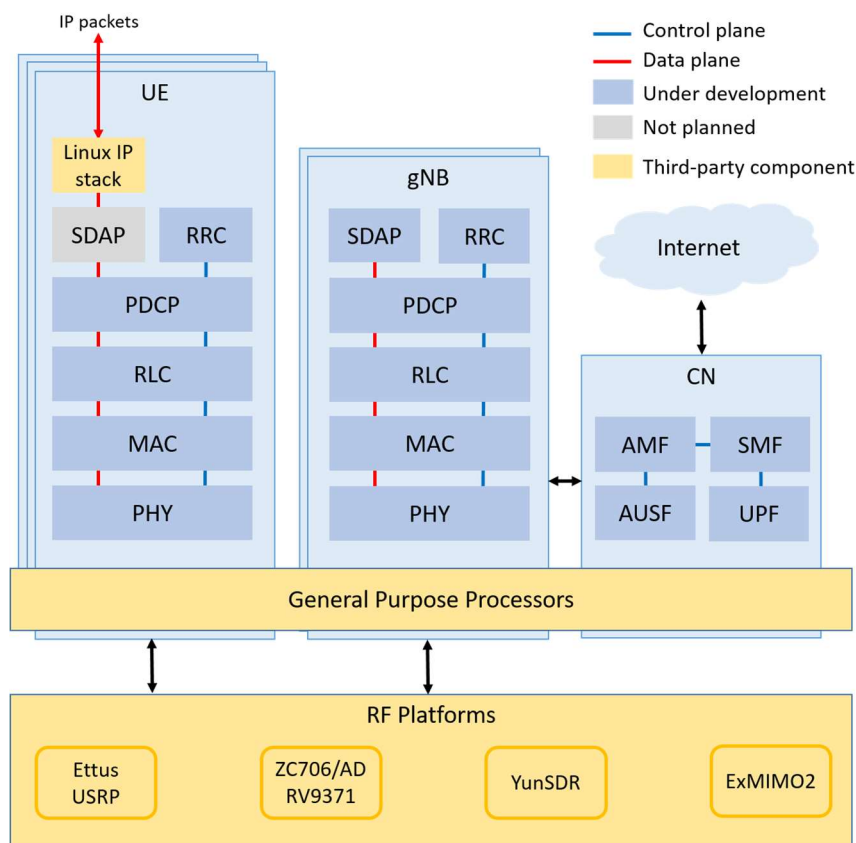 IP packets
UE
Linux IP
stack
SDAP
RRC
PDCP
RLC
MAC
PHY
gNB
SDAP
RRC
PDCP
RLC
MAC
PHY
Control plane
Data plane
Under development
Not planned
Third-party component
Internet
CN
AMF
SMF
AUSF
UPF
General Purpose Processors
RF Platforms
Ettus
USRP
ZC706/AD
RV9371
YunSDR
ExMIMO2